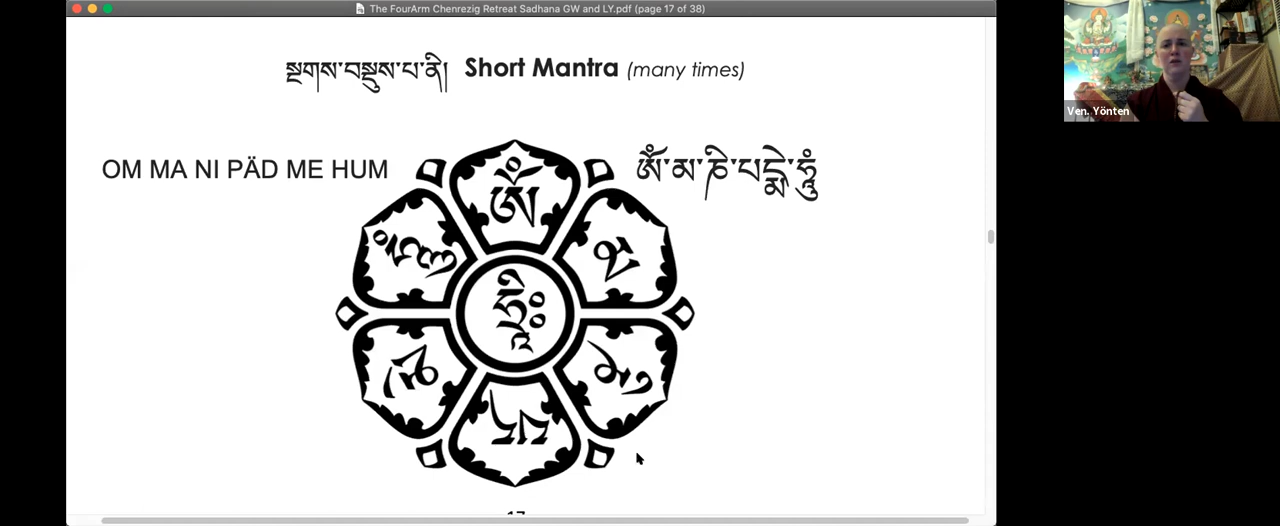 The FourArm Chenrezig Retreat Sadhana GW and LY.pdf (page 17 of 38)
སྔགས་བསྡུས་པ་ནི། Short Mantra (many times)
OM MA NI PÄD ME HUM
ཨོཾ་མ་ཎི་པདྨེ་ཧཱུཾ
ཨོཾ
ཧྲཱིཿ
Ven. Yönten